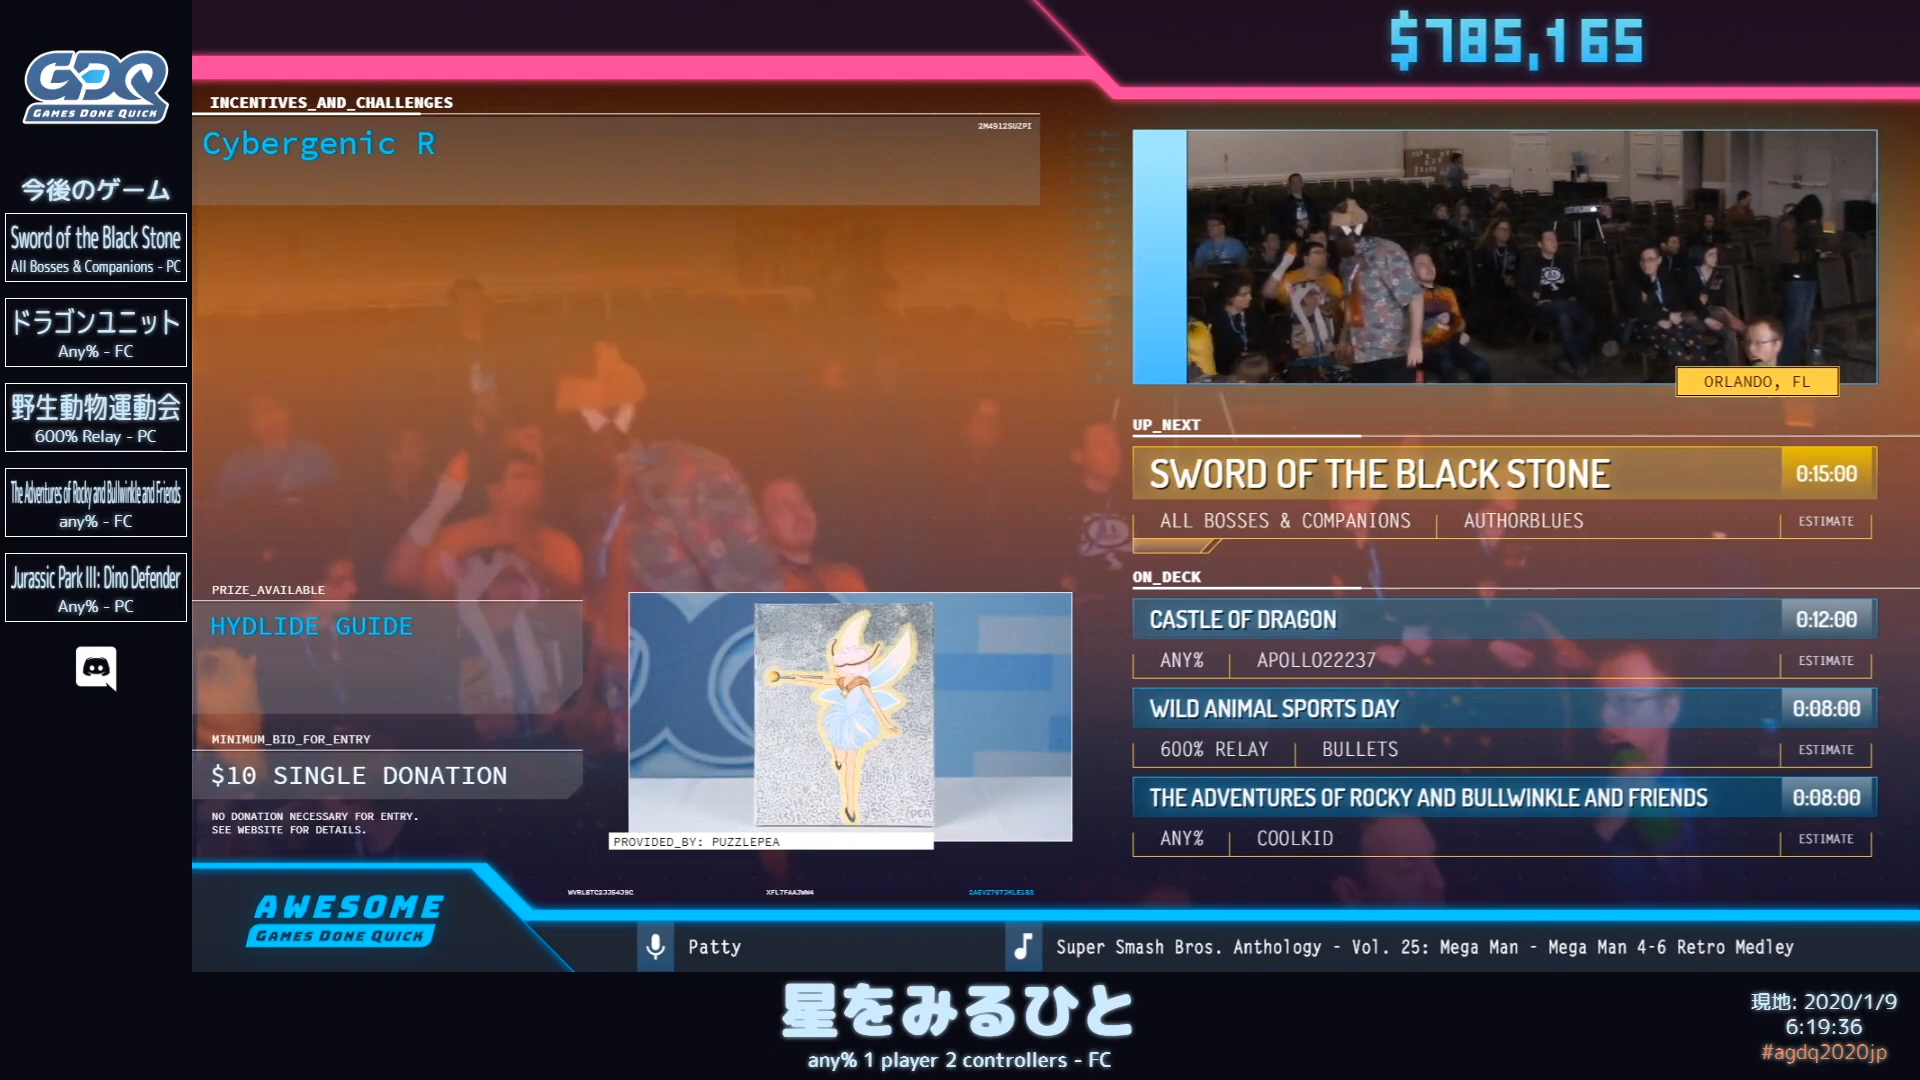 GDQ
GAMES DONE QUICK
今後のゲーム
Sword of the Black Stone
All Bosses & Companions - PC
ドラゴンユニット
Any% - FC
野生動物運動会
600% Relay - PC
The Adventures of Rocky and Bullwinkle and Friends
any% - FC
Jurassic Park III: Dino Defender
Any% - PC
$785,165
INCENTIVES_AND_CHALLENGES
2M4912SUZPI
Cybergenic R
ORLANDO, FL
UP_NEXT
SWORD OF THE BLACK STONE
0:15:00
ALL BOSSES & COMPANIONS
AUTHORBLUES
ESTIMATE
ON_DECK
CASTLE OF DRAGON
0:12:00
ANY%
APOLLO22237
ESTIMATE
WILD ANIMAL SPORTS DAY
0:08:00
600% RELAY
BULLETS
ESTIMATE
THE ADVENTURES OF ROCKY AND BULLWINKLE AND FRIENDS
0:08:00
ANY%
COOLKID
ESTIMATE
PRIZE_AVAILABLE
HYDLIDE GUIDE
MINIMUM_BID_FOR_ENTRY
$10 SINGLE DONATION
NO DONATION NECESSARY FOR ENTRY.
SEE WEBSITE FOR DETAILS.
PROVIDED_BY: PUZZLEPEA
AWESOME
GAMES DONE QUICK
Patty
Super Smash Bros. Anthology - Vol. 25: Mega Man - Mega Man 4-6 Retro Medley
星をみるひと
any% 1 player 2 controllers - FC
現地: 2020/1/9
6:19:36
#agdq2020jp